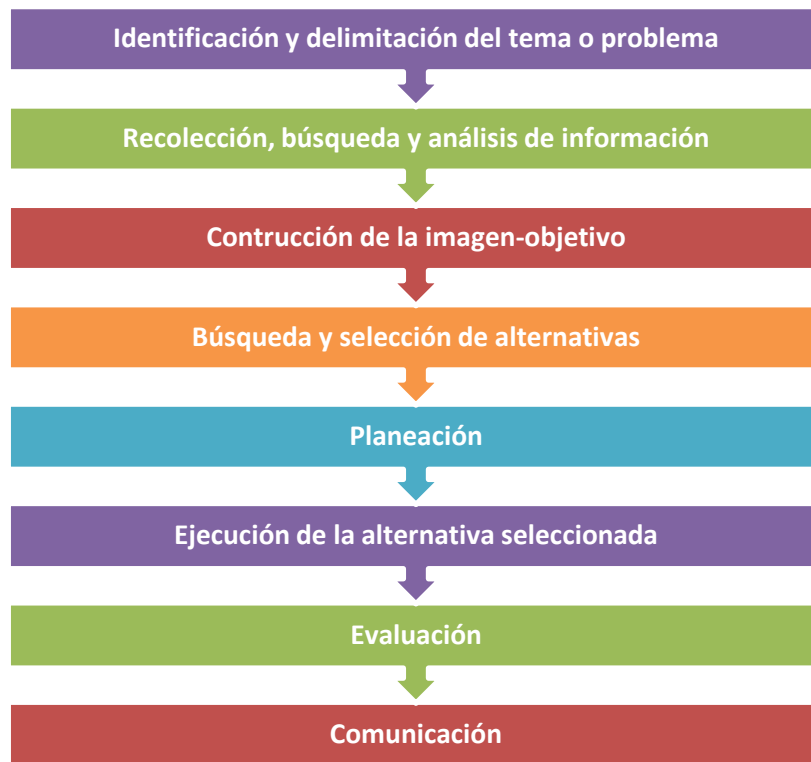 Identificación y delimitación del tema o problema
Recolección, búsqueda y análisis de información
Contrucción de la imagen-objetivo
Búsqueda y selección de alternativas
Planeación
Ejecución de la alternativa seleccionada
Evaluación
Comunicación